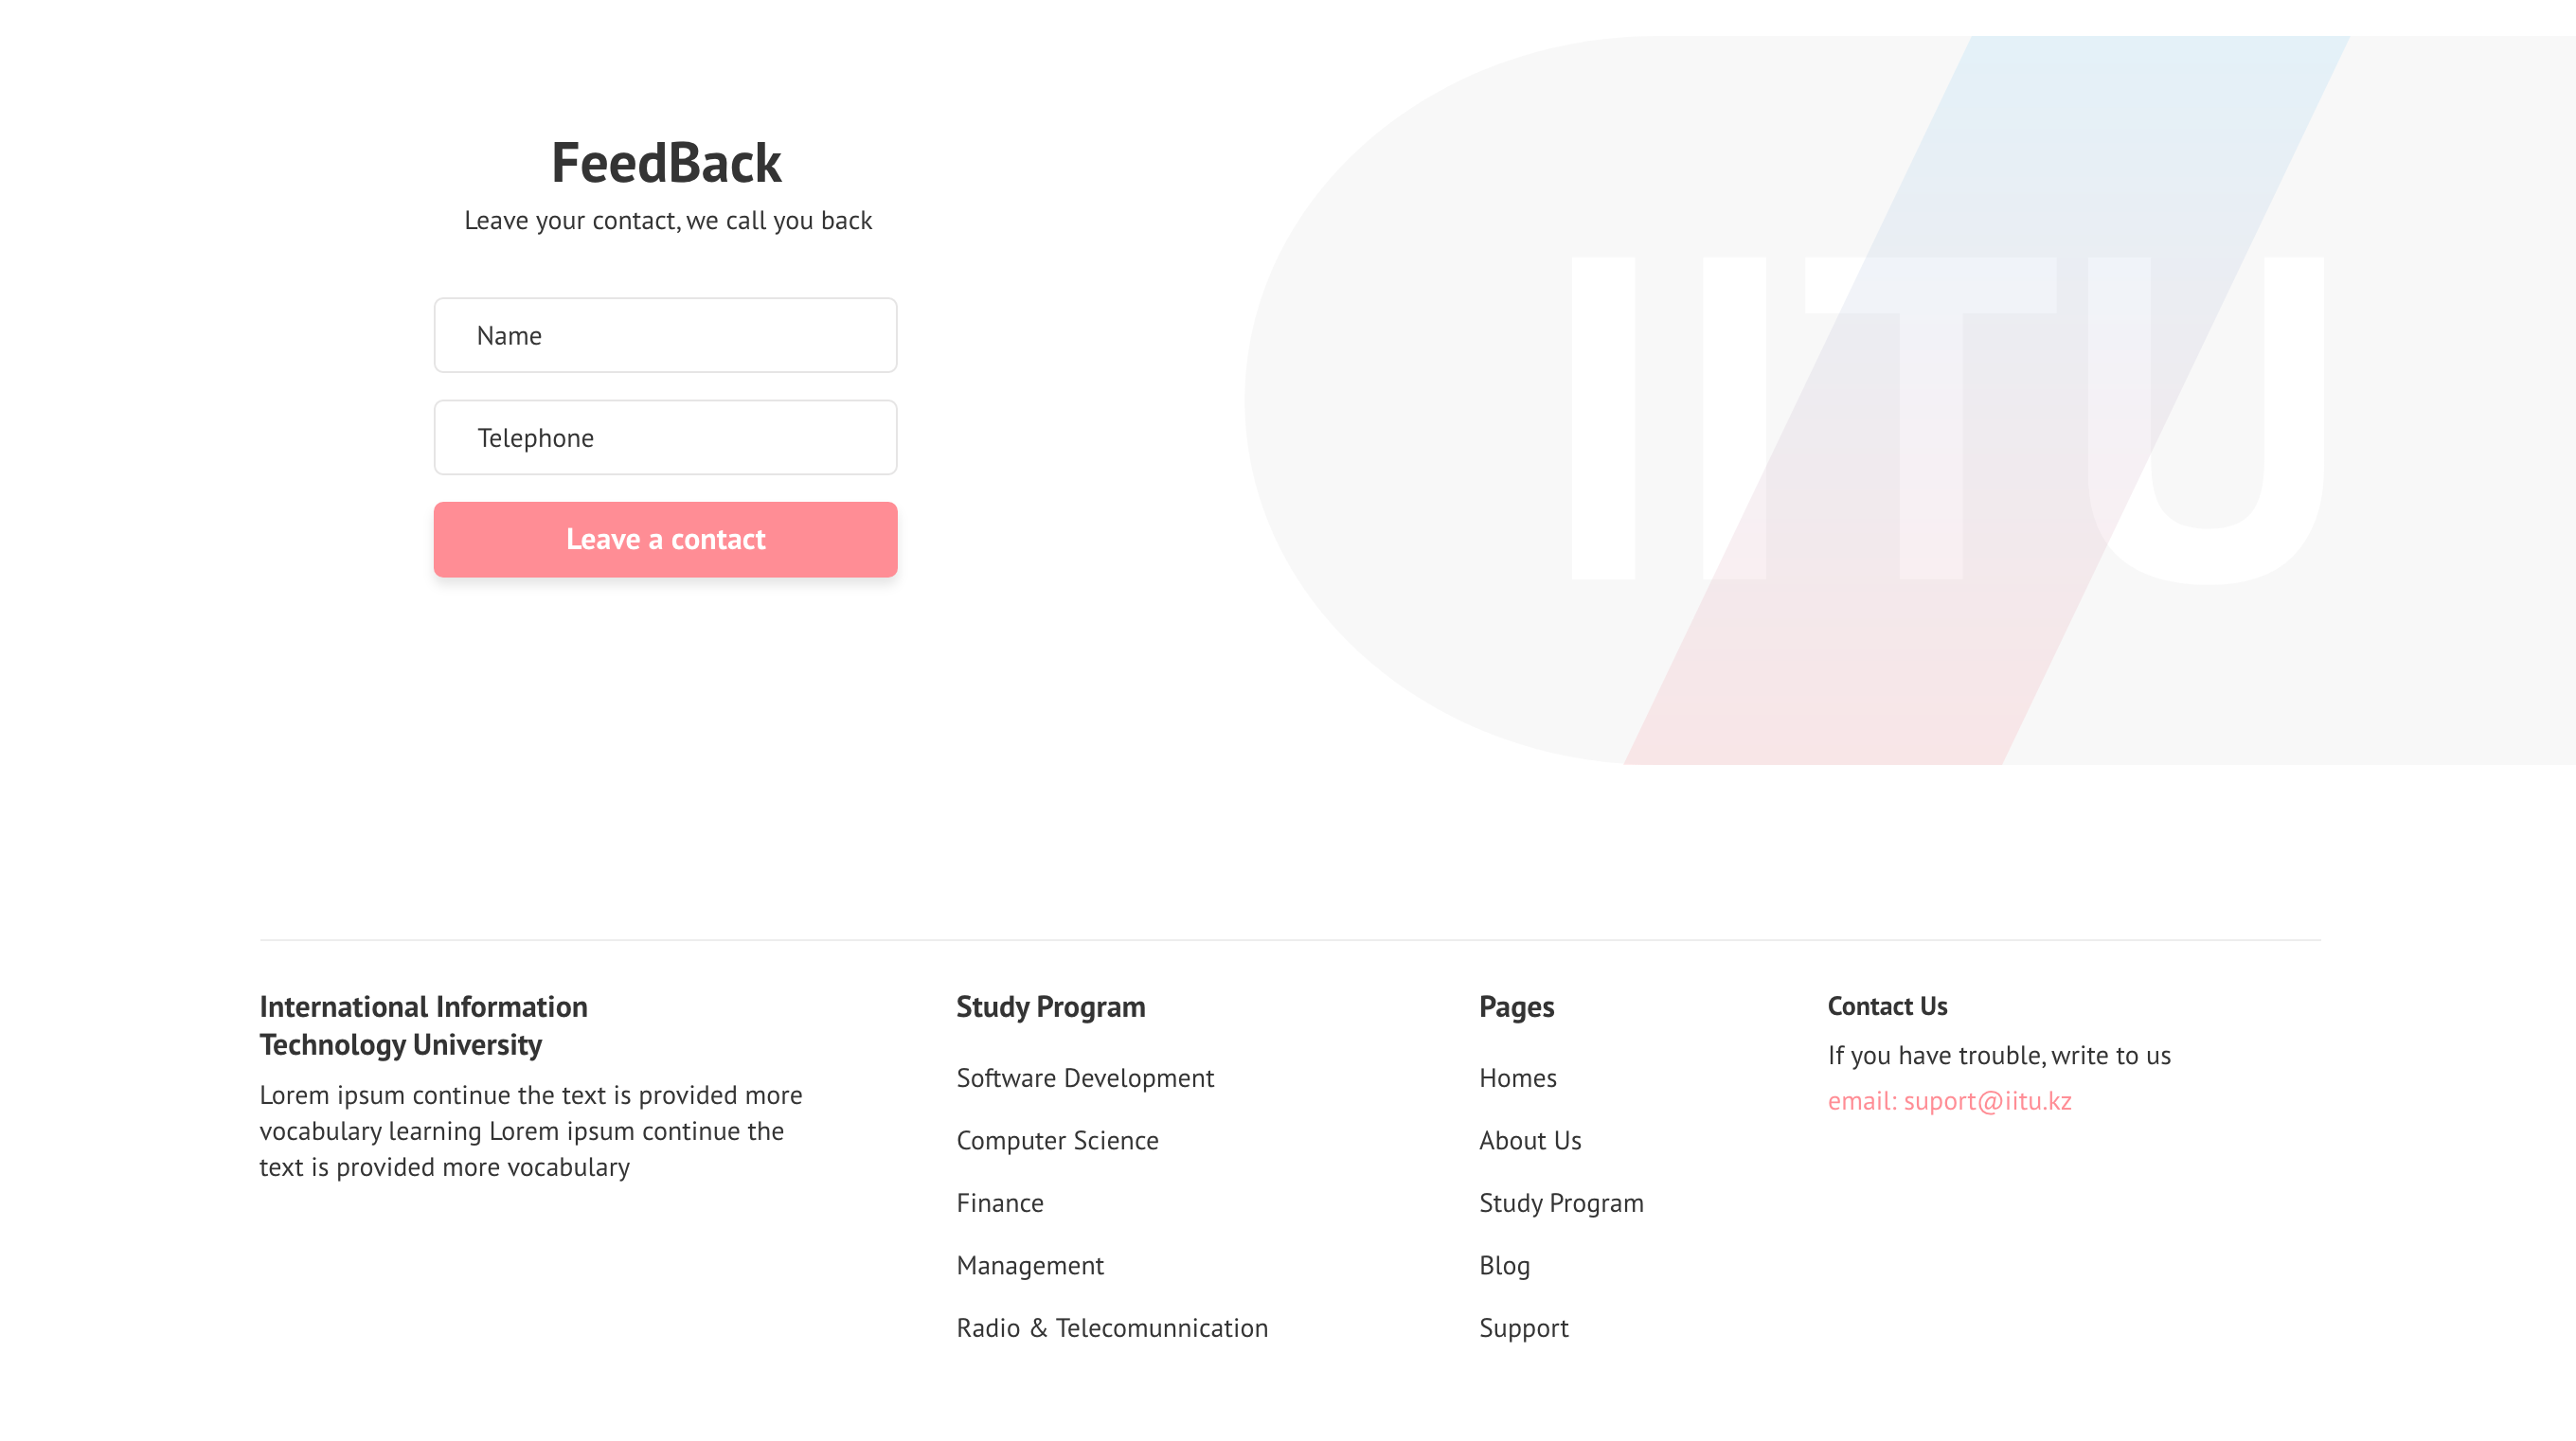 FeedBack
Leave your contact, we call you back
Name
Telephone
Leave a contact
IITU
International Information
Technology University
Lorem ipsum continue the text is provided more
vocabulary learning Lorem ipsum continue the
text is provided more vocabulary
Study Program
Software Development
Computer Science
Finance
Management
Radio & Telecomunnication
Pages
Homes
About Us
Study Program
Blog
Support
Contact Us
If you have trouble, write to us
email: suport@iitu.kz